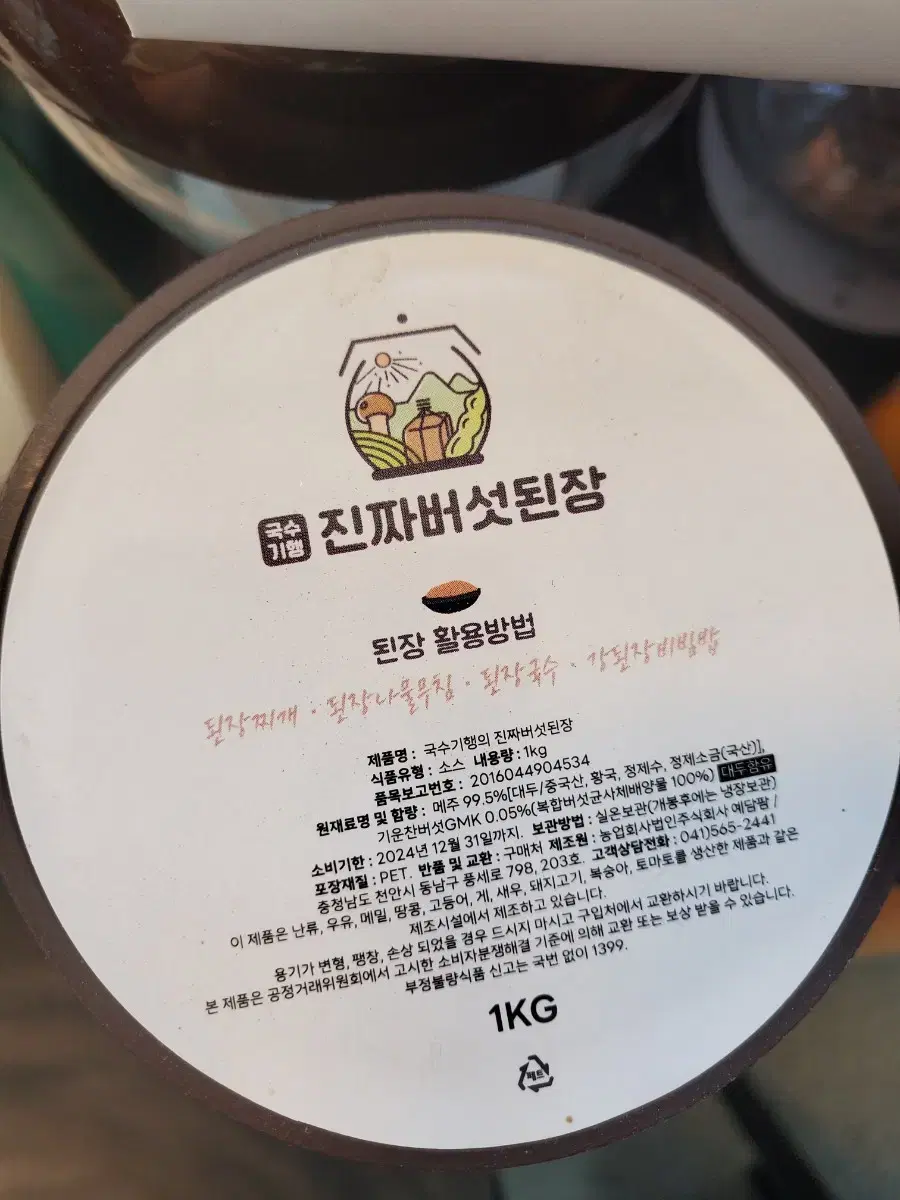 국수
기행
진짜버섯된장
된장 활용방법
된장찌개 · 된장나물무침 · 된장국수 · 강된장비빔밥
제품명 : 국수기행의 진짜버섯된장
식품유형 : 소스 내용량 : 1kg
품목보고번호 : 2016044904534
원재료명 및 함량 : 메주 99.5%[대두/중국산, 황국, 정제수, 정제소금(국산)],
기운찬버섯GMK 0.05%(복합버섯균사체배양물 100%) 대두함유
소비기한 : 2024년 12월 31일까지. 보관방법 : 실온보관(개봉후에는 냉장보관)
포장재질 : PET. 반품 및 교환 : 구매처 제조원 : 농업회사법인주식회사 예담팜 /
충청남도 천안시 동남구 풍세로 798, 203호. 고객상담전화 : 041)565-2441
이 제품은 난류, 우유, 메밀, 땅콩, 고등어, 게, 새우, 돼지고기, 복숭아, 토마토를 생산한 제품과 같은
제조시설에서 제조하고 있습니다.
용기가 변형, 팽창, 손상 되었을 경우 드시지 마시고 구입처에서 교환하시기 바랍니다.
본 제품은 공정거래위원회에서 고시한 소비자분쟁해결 기준에 의해 교환 또는 보상 받을 수 있습니다.
부정불량식품 신고는 국번 없이 1399.
1KG
페트